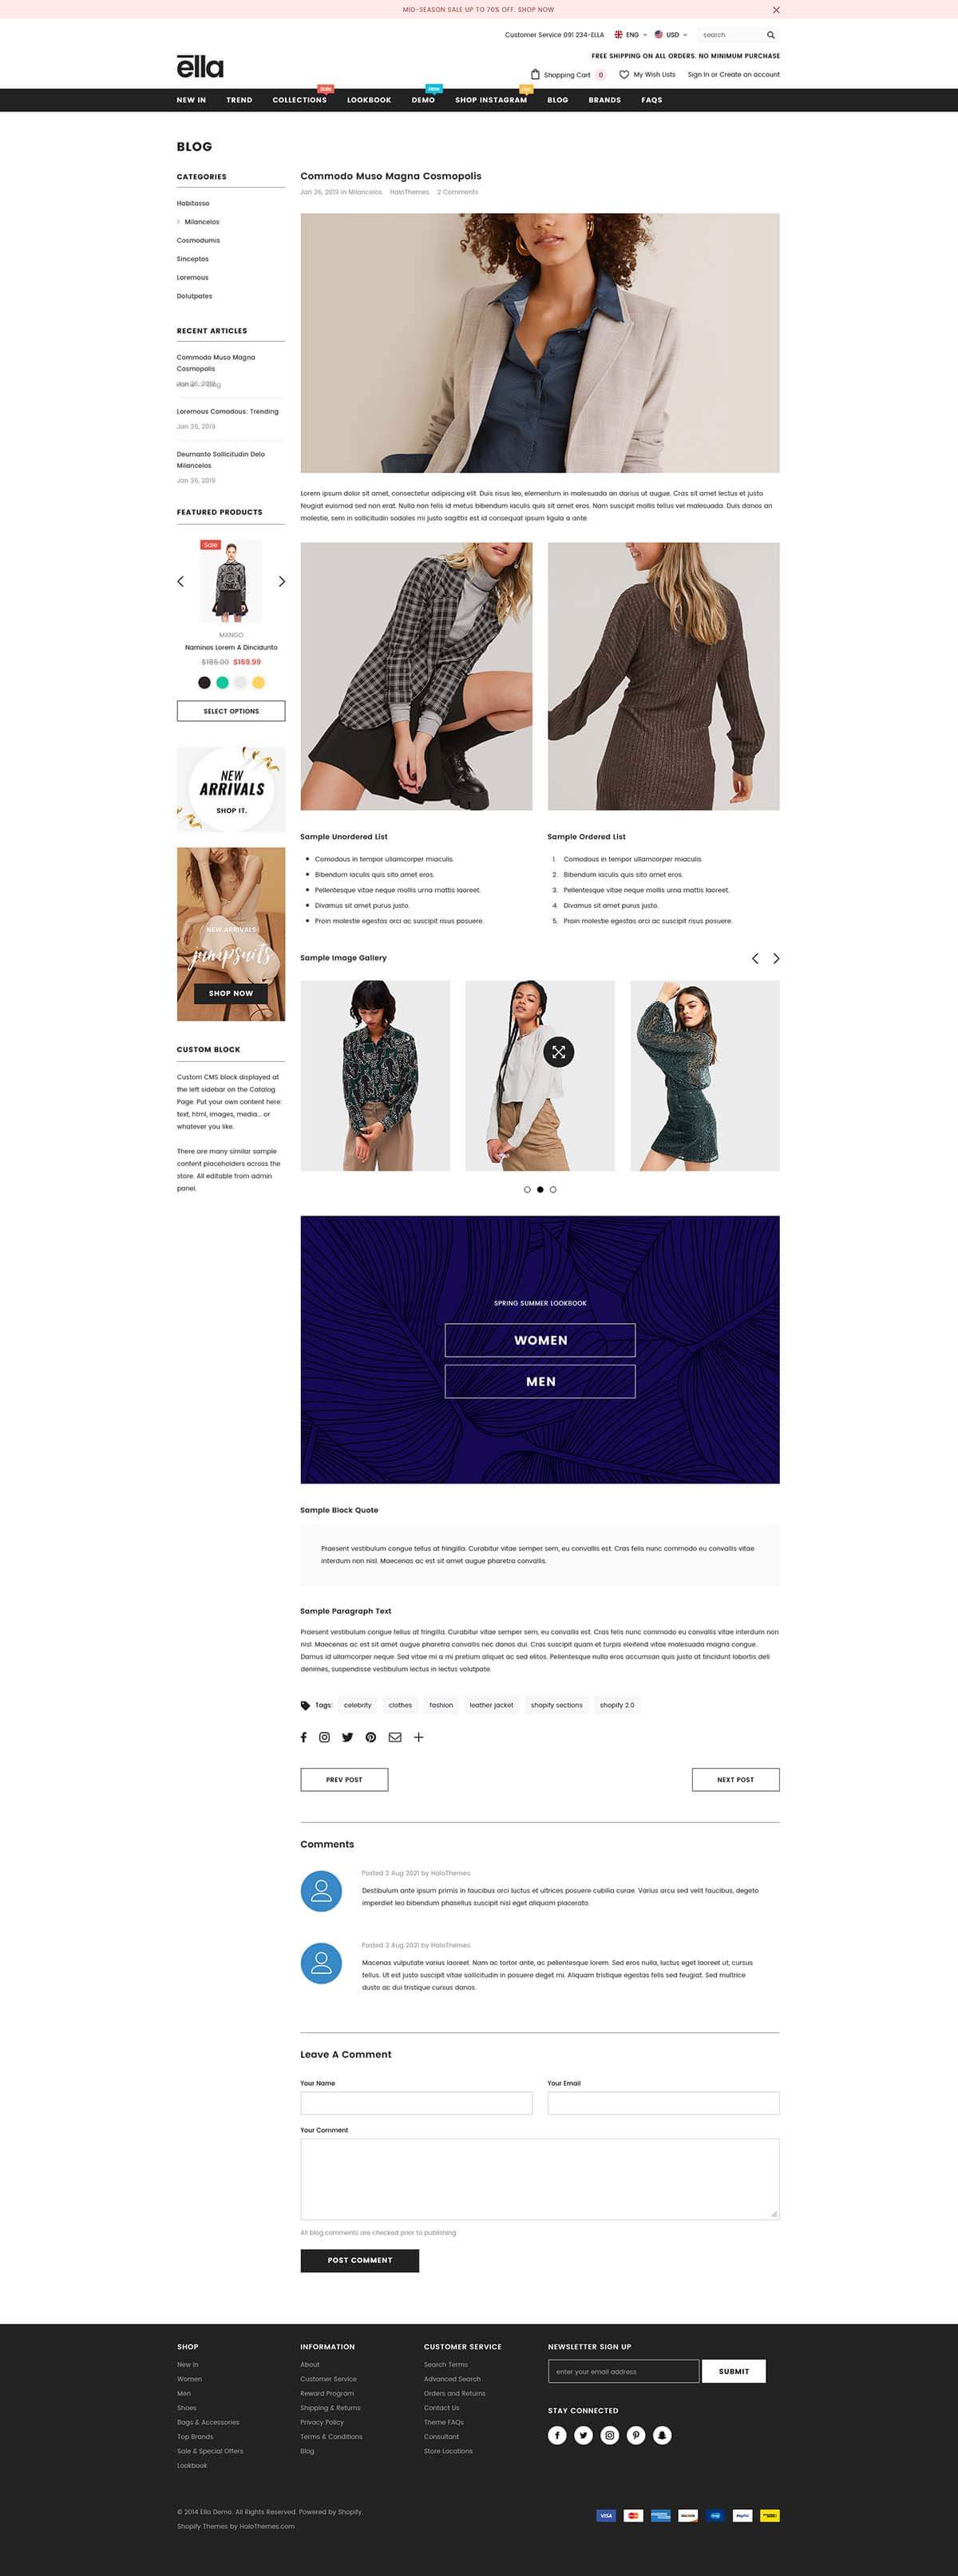 MID-SEASON SALE UP TO 70% OFF. SHOP NOW
Customer Service 091 234-ELLA ENG USD search
FREE SHIPPING ON ALL ORDERS. NO MINIMUM PURCHASE
ella
Shopping Cart 0 My Wish Lists Sign In or Create an account
Sale New
NEW IN TREND COLLECTIONS LOOKBOOK DEMO SHOP INSTAGRAM BLOG BRANDS FAQS
BLOG
CATEGORIES
Habitasso
Milancelos
Cosmodumis
Sinceptos
Loremous
Dolutpates
RECENT ARTICLES
Commodo Muso Magna
Cosmopolis
Jan 26, 2019
Loremous Comodous: Trending
Jan 26, 2019
Deumanto Sollicitudin Delo
Milancelos
Jan 26, 2019
FEATURED PRODUCTS
Sale
MANGO
Naminos Lorem A Dincidunto
$186.00 $169.99
SELECT OPTIONS
NEW
ARRIVALS
SHOP IT.
NEW ARRIVALS
jumpsuits
SHOP NOW
CUSTOM BLOCK
Custom CMS block displayed at
the left sidebar on the Catalog
Page. Put your own content here:
text, html, images, media... or
whatever you like.
There are many similar sample
content placeholders across the
store. All editable from admin
panel.
Commodo Muso Magna Cosmopolis
Jan 26, 2019 in Milancelos HaloThemes 2 Comments
Lorem ipsum dolor sit amet, consectetur adipiscing elit. Duis risus leo, elementum in malesuada an darius ut augue. Cras sit amet lectus et justo
feugiat euismod sed non erat. Nulla non felis id metus bibendum iaculis quis sit amet eros. Nam suscipit mollis tellus vel malesuada. Duis danos an
molestie, sem in sollicitudin sodales mi justo sagittis est id consequat ipsum ligula a ante.
Sample Unordered List
Comodous in tempor ullamcorper miaculis.
Bibendum iaculis quis sito amet eros.
Pellentesque vitae neque mollis urna mattis laoreet.
Divamus sit amet purus justo.
Proin molestie egestas orci ac suscipit risus posuere.
Sample Ordered List
1. Comodous in tempor ullamcorper miaculis.
2. Bibendum iaculis quis sito amet eros.
3. Pellentesque vitae neque mollis urna mattis laoreet.
4. Divamus sit amet purus justo.
5. Proin molestie egestas orci ac suscipit risus posuere.
Sample Image Gallery
SPRING SUMMER LOOKBOOK
WOMEN
MEN
Sample Block Quote
Praesent vestibulum congue tellus at fringilla. Curabitur vitae semper sem, eu convallis est. Cras felis nunc commodo eu convallis vitae
interdum non nisl. Maecenas ac est sit amet augue pharetra convallis.
Sample Paragraph Text
Praesent vestibulum congue tellus at fringilla. Curabitur vitae semper sem, eu convallis est. Cras felis nunc commodo eu convallis vitae interdum non
nisl. Maecenas ac est sit amet augue pharetra convallis nec danos dui. Cras suscipit quam et turpis eleifend vitae malesuada magna congue.
Damus id ullamcorper neque. Sed vitae mi a mi pretium aliquet ac sed elitos. Pellentesque nulla eros accumsan quis justo at tincidunt lobortis deli
denimes, suspendisse vestibulum lectus in lectus volutpate.
Tags: celebrity clothes fashion leather jacket shopify sections shopify 2.0
PREV POST NEXT POST
Comments
Posted 3 Aug 2021 by HaloThemes
Destibulum ante ipsum primis in faucibus orci luctus et ultrices posuere cubilia curae. Varius arcu sed velit faucibus, degeto
imperdiet leo bibendum phasellus suscipit nisl eget aliquam placerato.
Posted 3 Aug 2021 by HaloThemes
Macenas vulputate varius laoreet. Nam ac tortor ante, ac pellentesque lorem. Sed eros nulla, luctus eget laoreet ut, cursus
tellus. Ut est justo suscipit vitae sollicitudin in posuere deget mi. Aliquam tristique egestas felis sed feugiat. Sed multrice
dusto ac dui tristique cursus danos.
Leave A Comment
Your Name Your Email
Your Comment
All blog comments are checked prior to publishing
POST COMMENT
SHOP
New In
Women
Men
Shoes
Bags & Accessories
Top Brands
Sale & Special Offers
Lookbook
INFORMATION
About
Customer Service
Reward Program
Shipping & Returns
Privacy Policy
Terms & Conditions
Blog
CUSTOMER SERVICE
Search Terms
Advanced Search
Orders and Returns
Contact Us
Theme FAQs
Consultant
Store Locations
NEWSLETTER SIGN UP
enter your email address SUBMIT
STAY CONNECTED
© 2014 Ella Demo. All Rights Reserved. Powered by Shopify.
Shopify Themes by HaloThemes.com
VISA PayPal